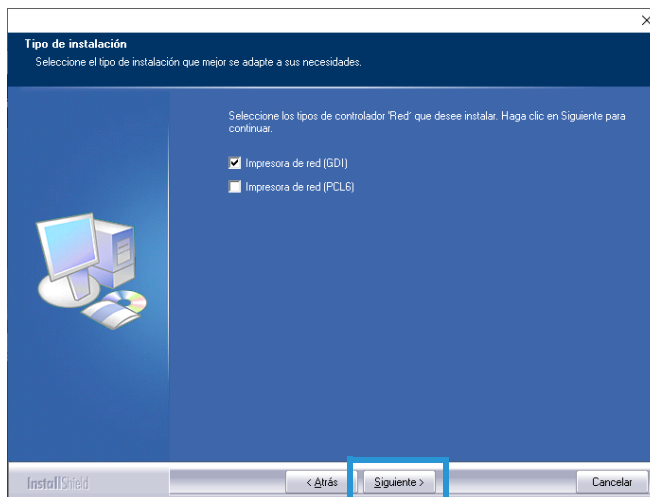 Tipo de instalación
Seleccione el tipo de instalación que mejor se adapte a sus necesidades.
Seleccione los tipos de controlador 'Red' que desee instalar. Haga clic en Siguiente para
continuar.
Impresora de red (GDI)
Impresora de red (PCL6)
InstallShield
< Atrás
Siguiente >
Cancelar